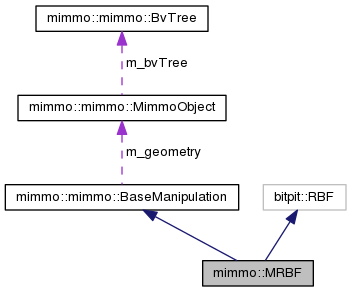 mimmo::mimmo::BvTree
m_bvTree
mimmo::mimmo::MimmoObject
m_geometry
mimmo::mimmo::BaseManipulation
bitpit::RBF
mimmo::MRBF